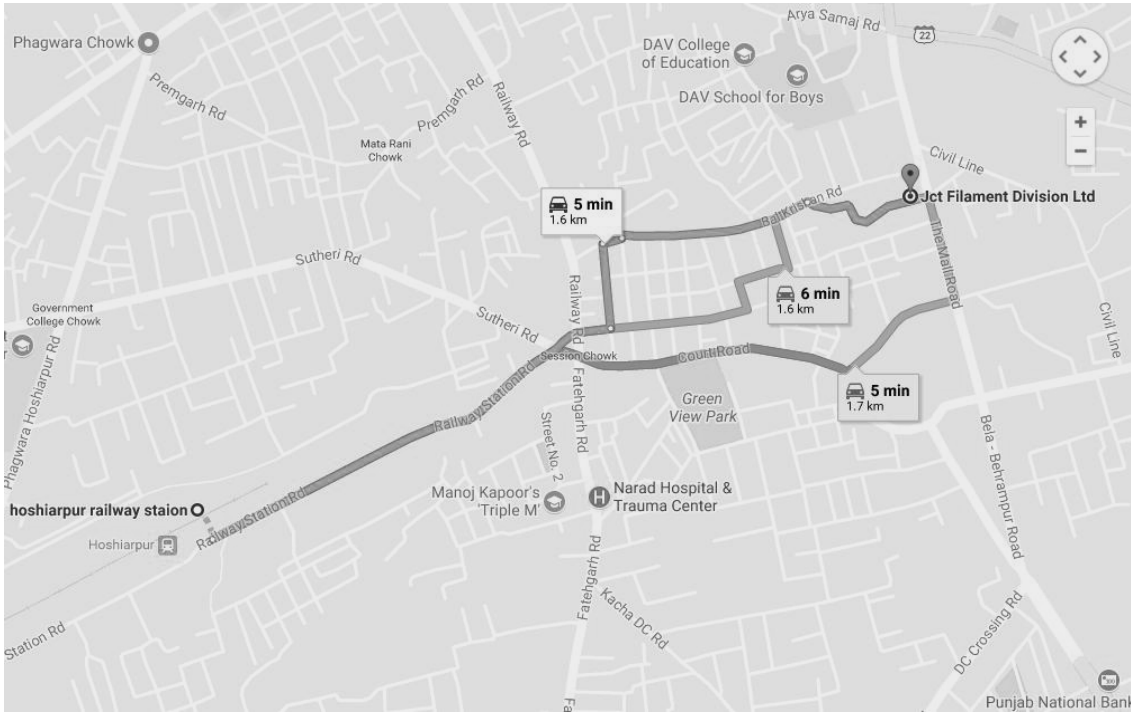 Arya Samaj Rd
22
Phagwara Chowk
DAV College
of Education
DAV School for Boys
Premgarh Rd
Premgarh Rd
Railway Rd
Mata Rani
Chowk
Civil Line
+
−
5 min
1.6 km
Bal Krishan Rd
Jct Filament Division Ltd
The Mall Road
Sutheri Rd
Railway Rd
6 min
1.6 km
Government
College Chowk
Sutheri Rd
Civil Line
Session Chowk
Court Road
5 min
1.7 km
Phagwara Hoshiarpur Rd
Railway Station Rd
Fatehgarh Rd
Green
View Park
Street No. 2
Bela - Behrampur Road
Manoj Kapoor's
'Triple M'
H
Narad Hospital &
Trauma Center
hoshiarpur railway staion
Railway Station Rd
Hoshiarpur
Fatehgarh Rd
Kacha DC Rd
Station Rd
DC Crossing Rd
Punjab National Bank
Fa